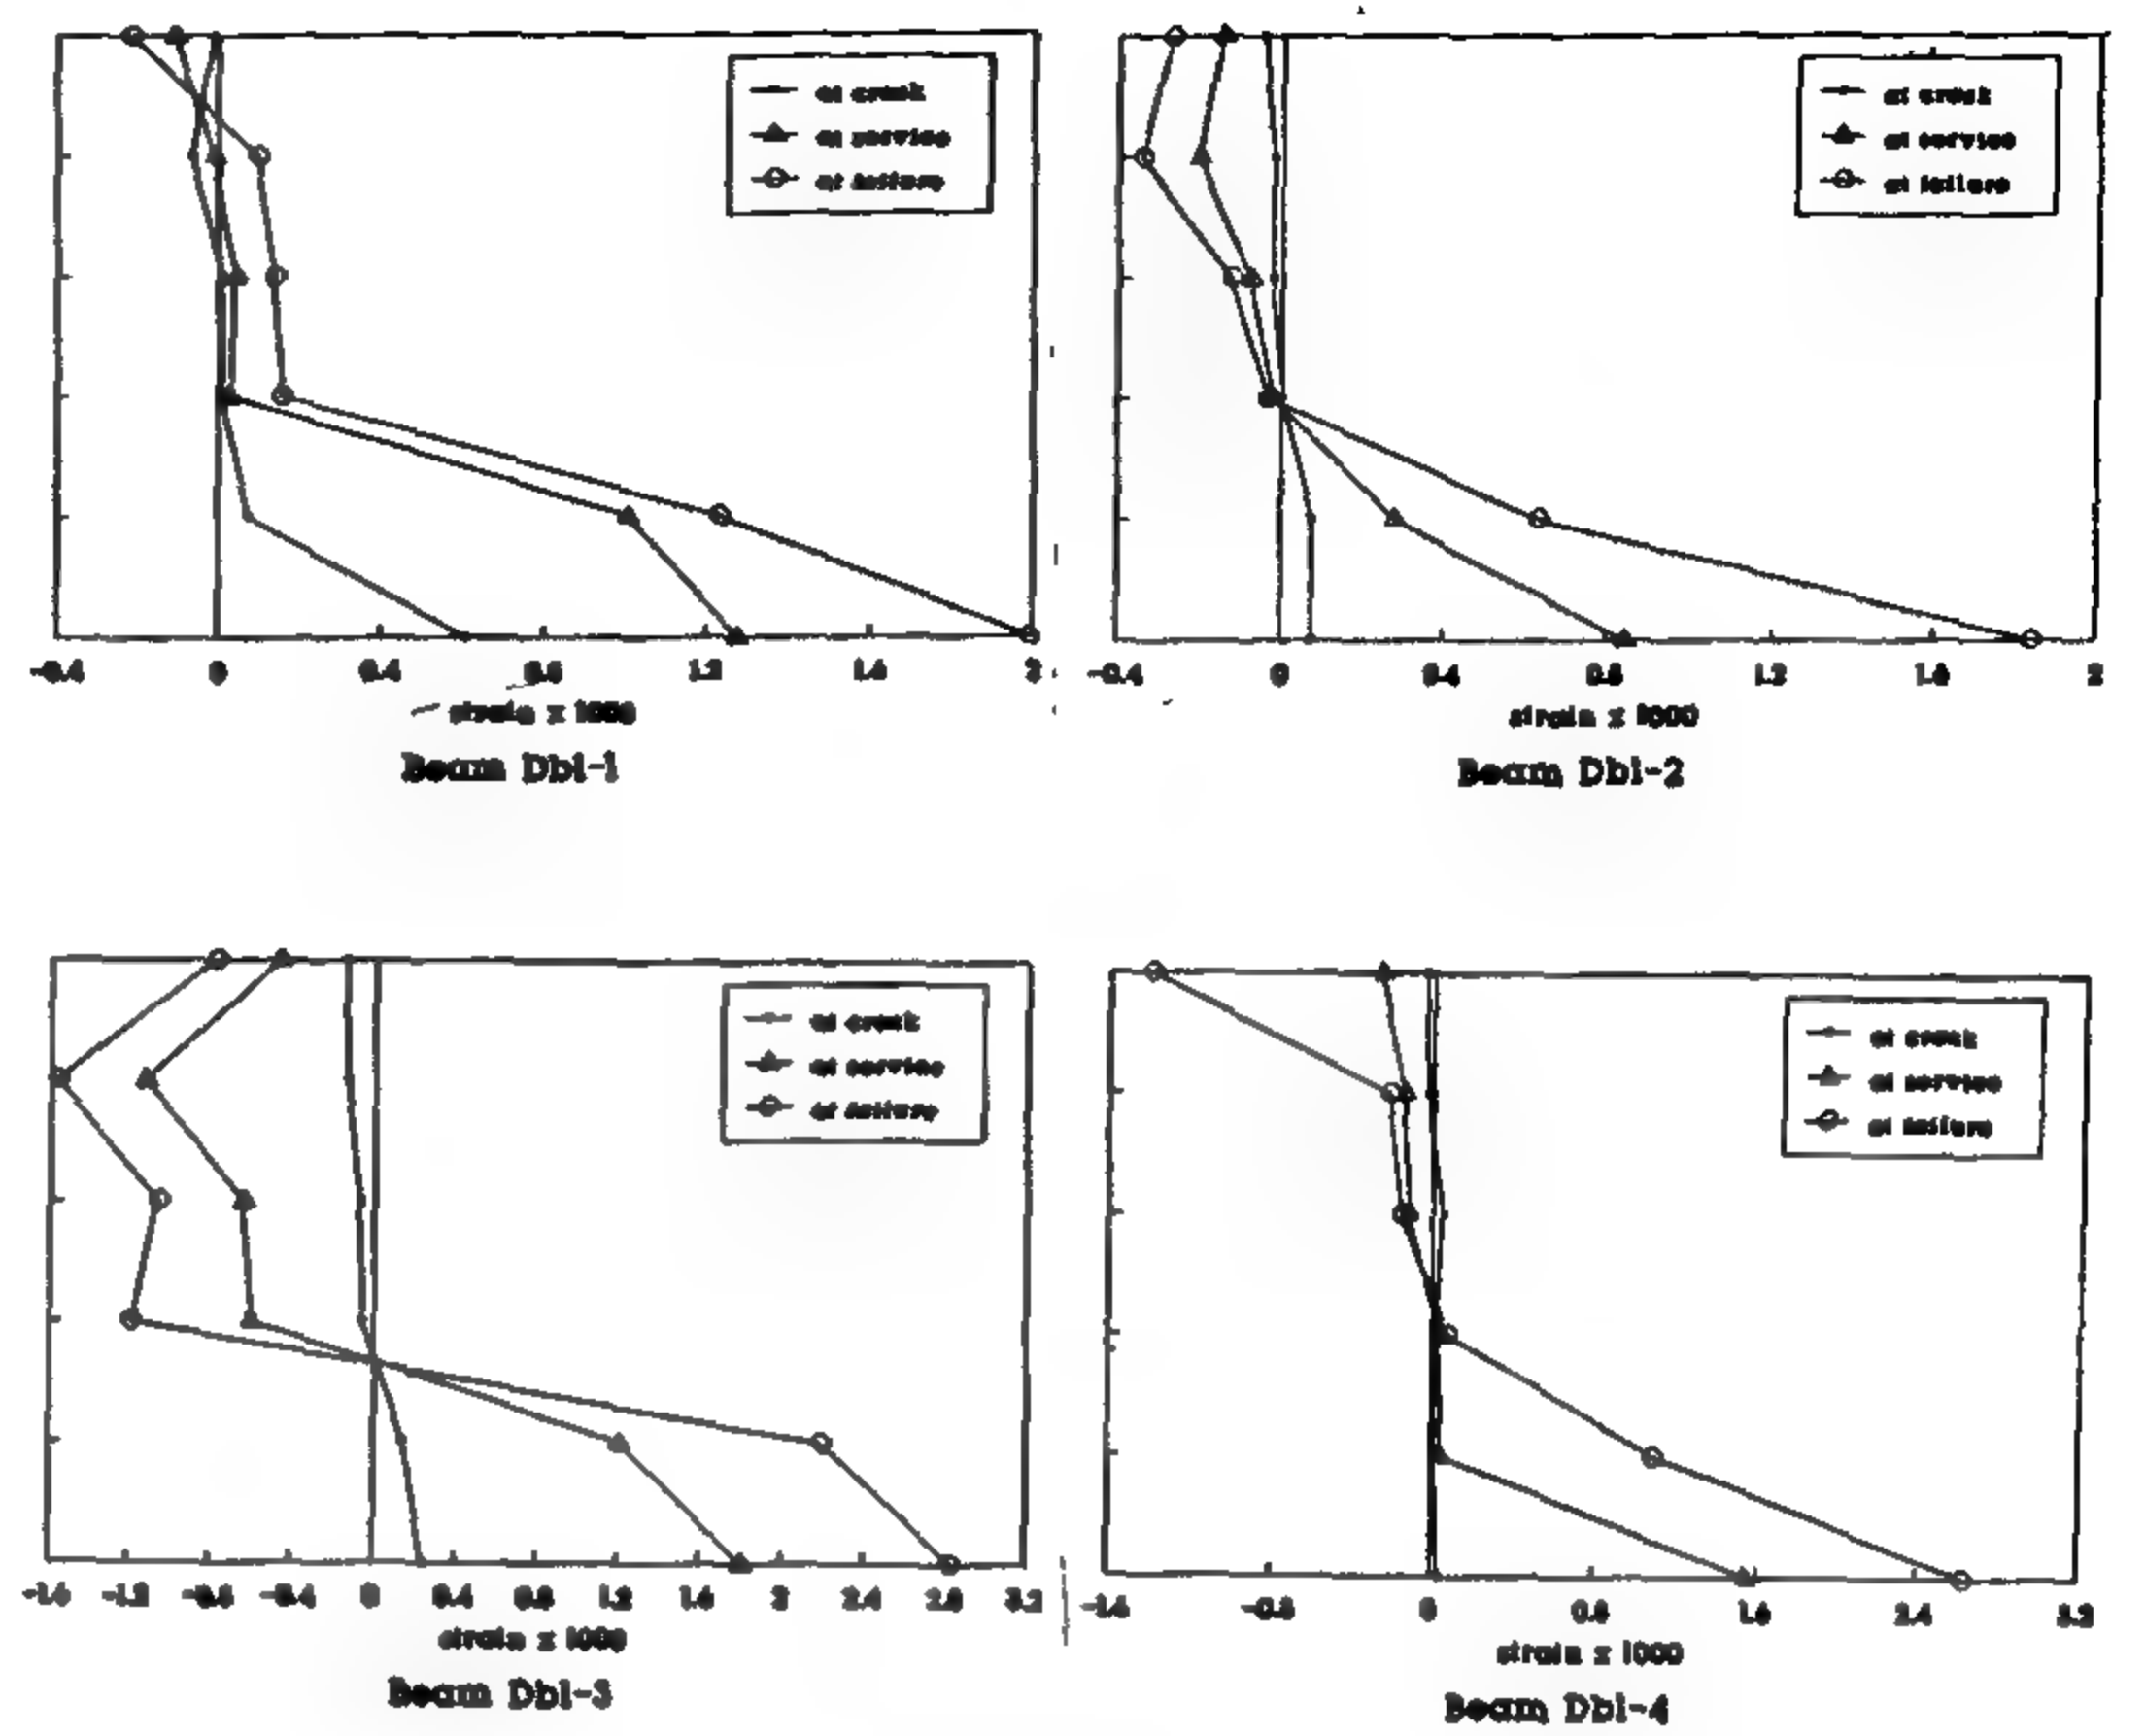 at crack
at service
at failure
-0.4 0 0.4 0.8 1.2 1.6 2
strain x 1000
Beam Dbl-1
at crack
at service
at failure
-0.4 0 0.4 0.8 1.2 1.6 2
strain x 1000
Beam Dbl-2
at crack
at service
at failure
-1.6 -1.2 -0.8 -0.4 0 0.4 0.8 1.2 1.6 2 2.4 2.8 3.2
strain x 1000
Beam Dbl-3
at crack
at service
at failure
-1.6 -0.8 0 0.8 1.6 2.4 3.2
strain x 1000
Beam Dbl-4